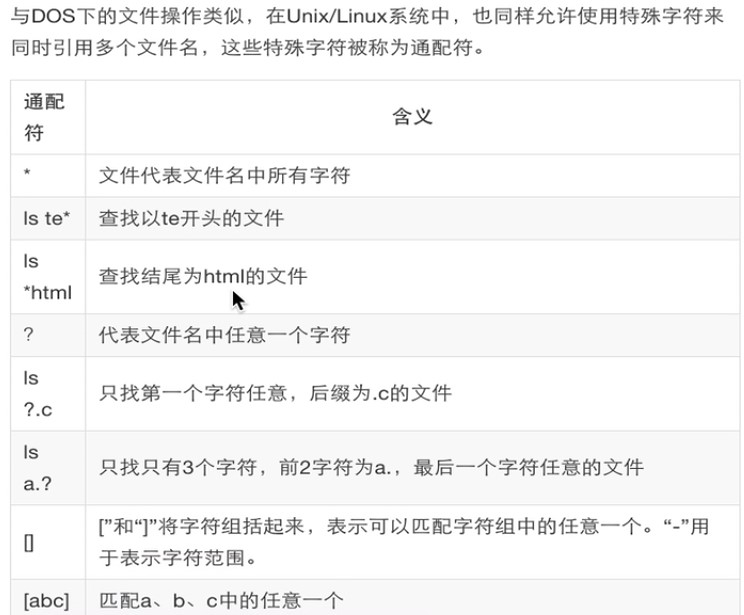 与DOS下的文件操作类似，在Unix/Linux系统中，也同样允许使用特殊字符来
同时引用多个文件名，这些特殊字符被称为通配符。
通配
符
含义
*
文件代表文件名中所有字符
ls te*
查找以te开头的文件
ls
*html
查找结尾为html的文件
?
代表文件名中任意一个字符
ls
?.c
只找第一个字符任意，后缀为.c的文件
ls
a.?
只找只有3个字符，前2字符为a.，最后一个字符任意的文件
[]
[”和“]”将字符组括起来，表示可以匹配字符组中的任意一个。“-”用
于表示字符范围。
[abc]
匹配a、b、c中的任意一个